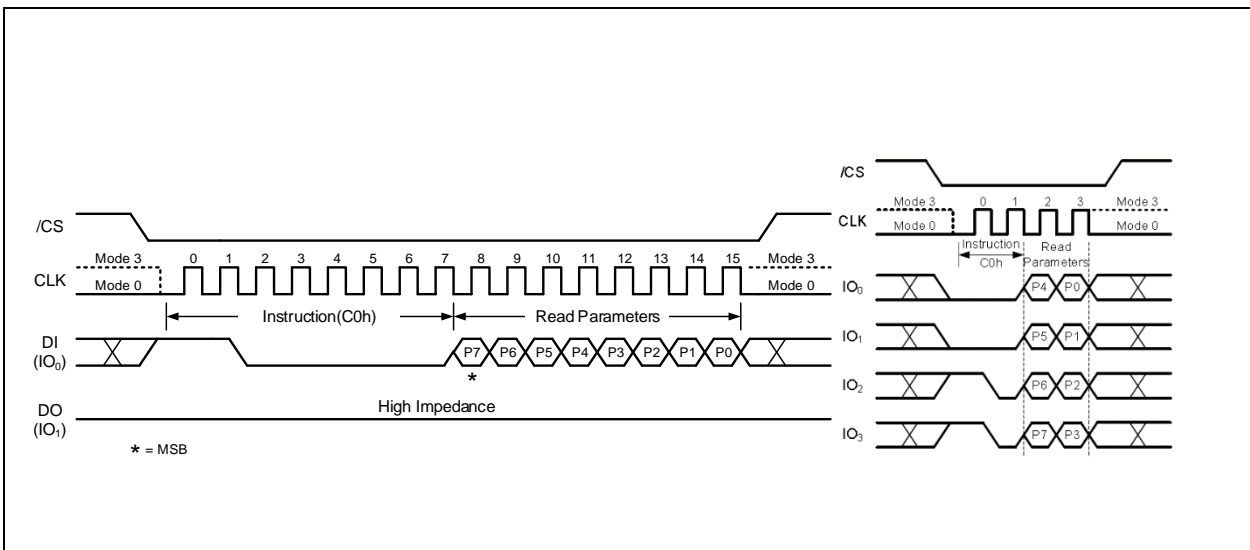 /CS
Mode 3 0 1 2 3 4 5 6 7 8 9 10 11 12 13 14 15 Mode 3
CLK
Mode 0 Mode 0
Instruction(C0h) Read Parameters
DI
(IO0)
P7 P6 P5 P4 P3 P2 P1 P0
*
High Impedance
DO
(IO1)
* = MSB
/CS
Mode 3 0 1 2 3 Mode 3
CLK
Mode 0 Mode 0
Instruction Read
C0h Parameters
IO0 P4 P0
IO1 P5 P1
IO2 P6 P2
IO3 P7 P3